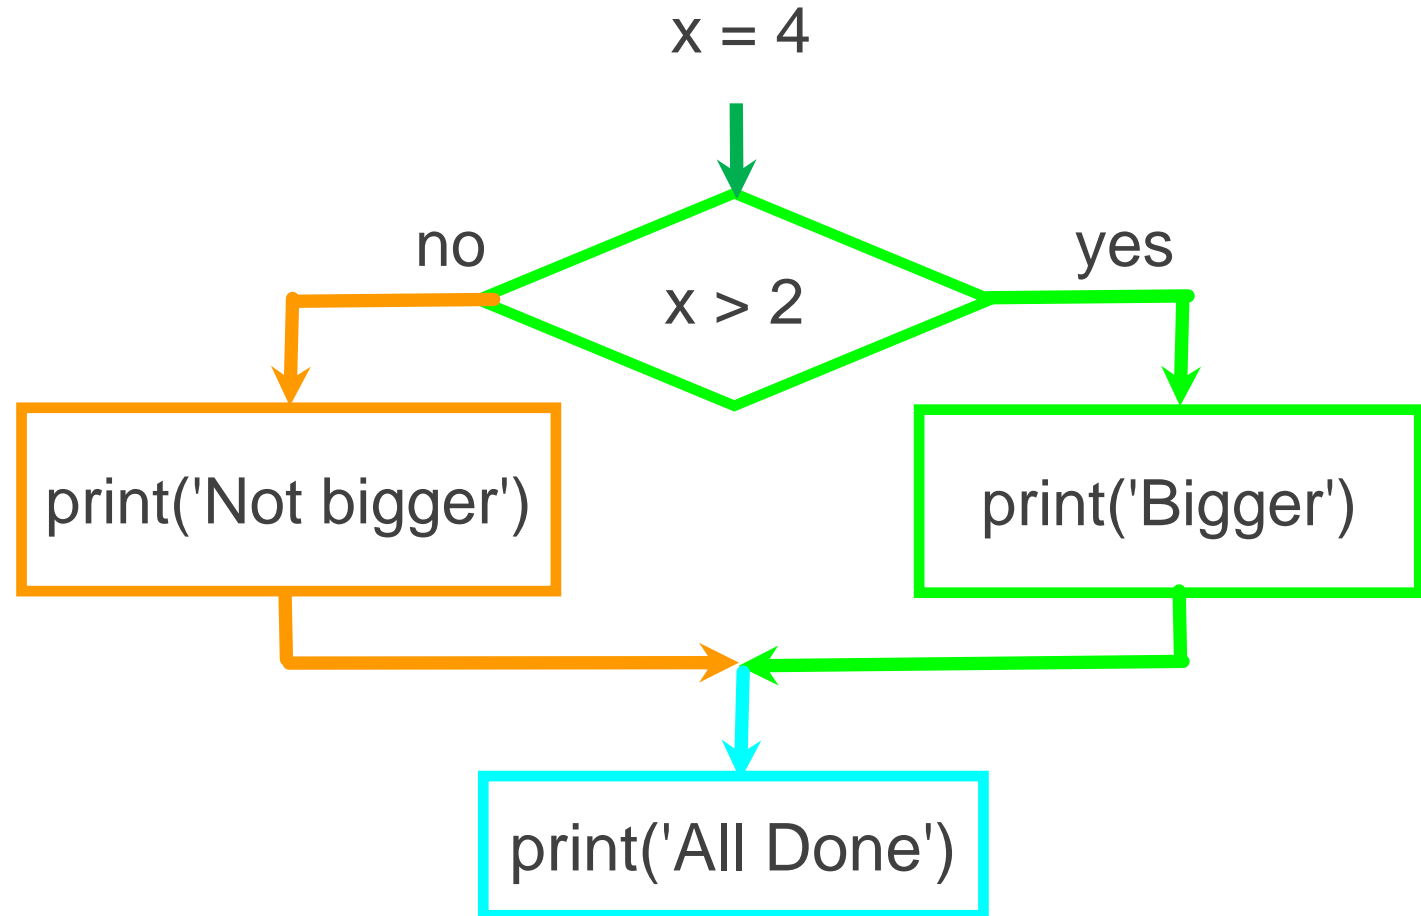 x = 4
no
yes
x > 2
print('Not bigger')
print('Bigger')
print('All Done')